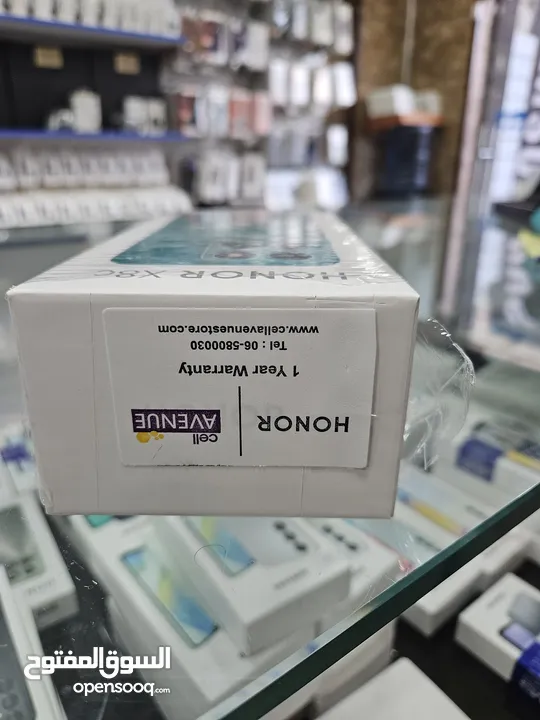 HONOR X8C
HONOR
cell
AVENUE
1 Year Warranty
Tel : 06-5800030
www.cellavenuestore.com
السوق المفتوح
opensooq.com